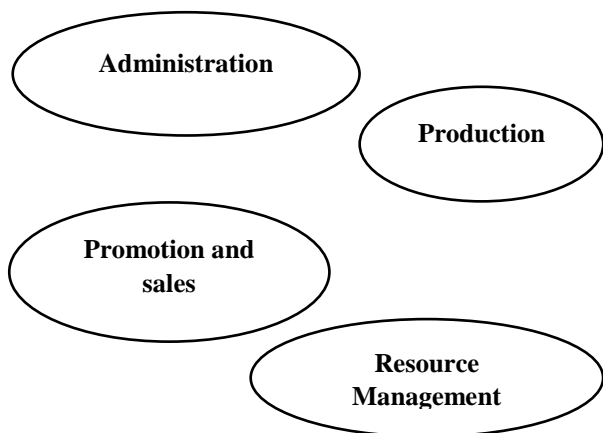 Administration
Production
Promotion and
sales
Resource
Management